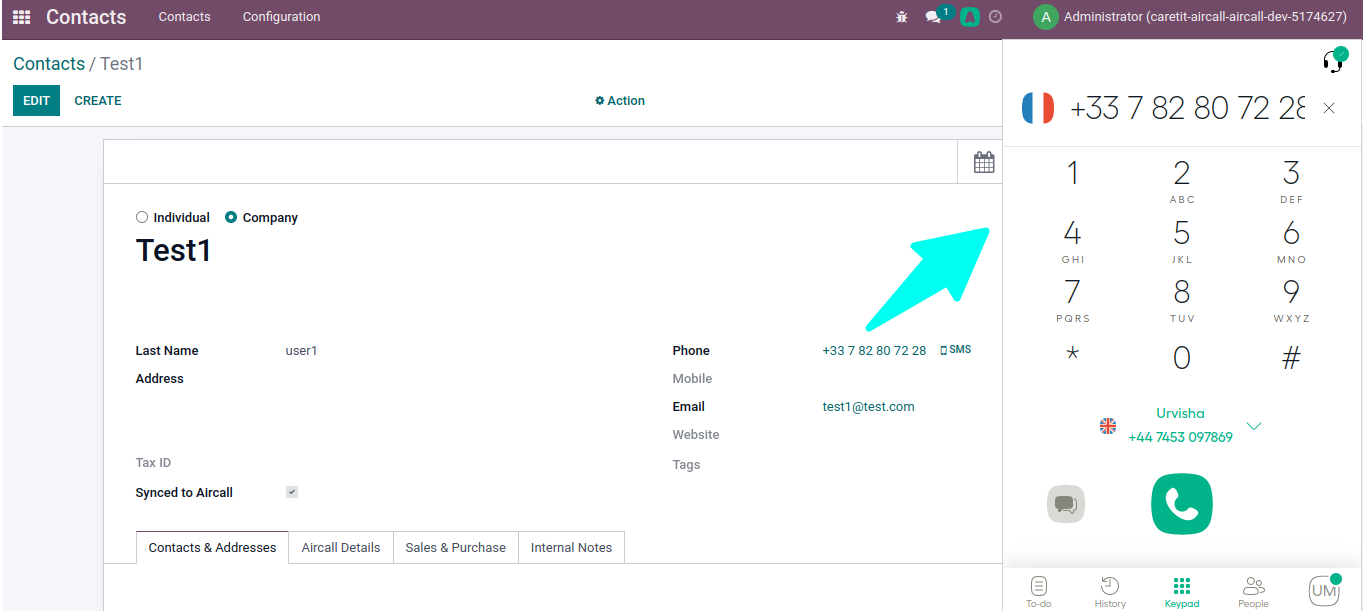 Contacts Contacts Configuration 1 A Administrator (caretit-aircall-aircall-dev-5174627)
Contacts / Test1
EDIT CREATE Action
Individual Company
Test1
Last Name user1
Address
Tax ID
Synced to Aircall
Phone +33 7 82 80 72 28 SMS
Mobile
Email test1@test.com
Website
Tags
Contacts & Addresses Aircall Details Sales & Purchase Internal Notes
+33 7 82 80 72 28
1 2 3
ABC DEF
4 5 6
GHI JKL MNO
7 8 9
PQRS TUV WXYZ
* 0 #
Urvisha
+44 7453 097869
UM
To-do History Keypad People